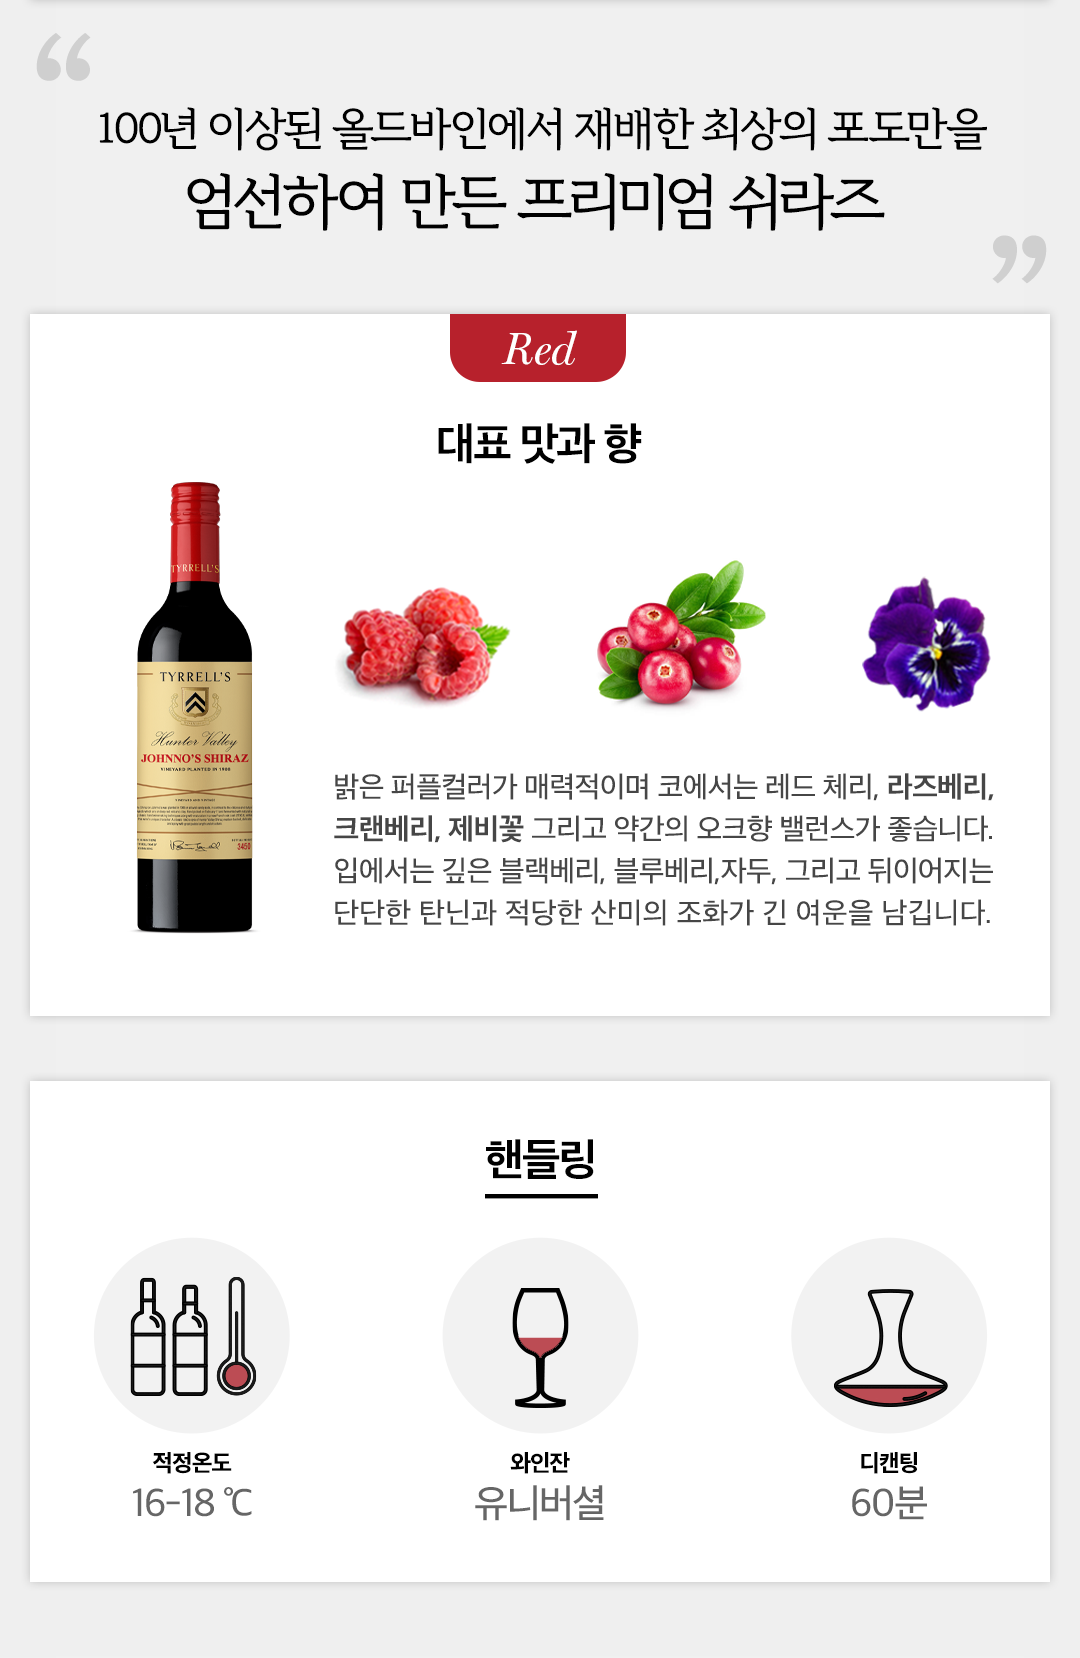 “
100년 이상된 올드바인에서 재배한 최상의 포도만을
엄선하여 만든 프리미엄 쉬라즈
”
Red
대표 맛과 향
TYRRELL'S
TYRRELL'S
Hunter Valley
JOHNNO'S SHIRAZ
VINEYARD PLANTED IN 1908
밝은 퍼플컬러가 매력적이며 코에서는 레드 체리, 라즈베리,
크랜베리, 제비꽃 그리고 약간의 오크향 밸런스가 좋습니다.
입에서는 깊은 블랙베리, 블루베리,자두, 그리고 뒤이어지는
단단한 탄닌과 적당한 산미의 조화가 긴 여운을 남깁니다.
핸들링
적정온도
16-18 ℃
와인잔
유니버셜
디캔팅
60분